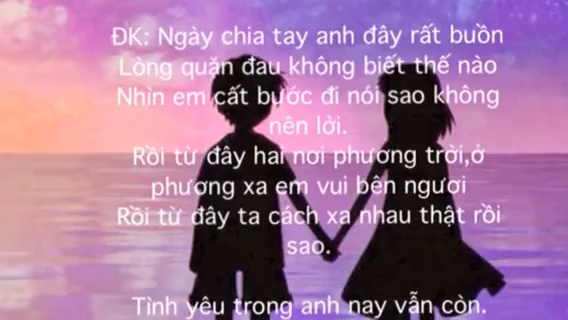 ĐK: Ngày chia tay anh đây rất buồn
Lòng quặn đau không biết thế nào
Nhìn em cất bước đi nói sao không
nên lời.
Rồi từ đây hai nơi phương trời,ở
phương xa em vui bên ngươi
Rồi từ đây ta cách xa nhau thật rồi
sao.
Tình yêu trong anh nay vẫn còn.